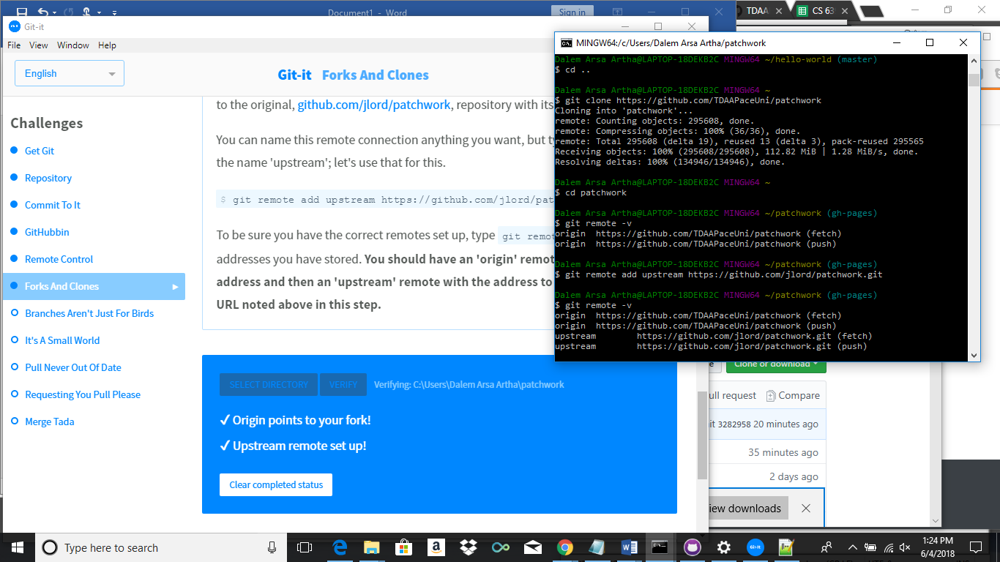 Document1 - Word
Sign in
TDAA
CS 63
Git-it
File View Window Help
English
Git-it Forks And Clones
Challenges
Get Git
Repository
Commit To It
GitHubbin
Remote Control
Forks And Clones
Branches Aren't Just For Birds
It's A Small World
Pull Never Out Of Date
Requesting You Pull Please
Merge Tada
to the original, github.com/jlord/patchwork, repository with its
You can name this remote connection anything you want, but
the name 'upstream'; let's use that for this.
$ git remote add upstream https://github.com/jlord/pat
To be sure you have the correct remotes set up, type git remot
addresses you have stored. You should have an 'origin' remot
address and then an 'upstream' remote with the address to
URL noted above in this step.
SELECT DIRECTORY VERIFY Verifying: C:\Users\Dalem Arsa Artha\patchwork
✓ Origin points to your fork!
✓ Upstream remote set up!
Clear completed status
MINGW64:/c/Users/Dalem Arsa Artha/patchwork
Dalem Arsa Artha@LAPTOP-18DEKB2C MINGW64 ~/hello-world (master)
$ cd ..
Dalem Arsa Artha@LAPTOP-18DEKB2C MINGW64 ~
$ git clone https://github.com/TDAAPaceUni/patchwork
Cloning into 'patchwork'...
remote: Counting objects: 295608, done.
remote: Compressing objects: 100% (36/36), done.
remote: Total 295608 (delta 19), reused 13 (delta 3), pack-reused 295565
Receiving objects: 100% (295608/295608), 112.82 MiB | 1.28 MiB/s, done.
Resolving deltas: 100% (134946/134946), done.
Dalem Arsa Artha@LAPTOP-18DEKB2C MINGW64 ~
$ cd patchwork
Dalem Arsa Artha@LAPTOP-18DEKB2C MINGW64 ~/patchwork (gh-pages)
$ git remote -v
origin https://github.com/TDAAPaceUni/patchwork (fetch)
origin https://github.com/TDAAPaceUni/patchwork (push)
Dalem Arsa Artha@LAPTOP-18DEKB2C MINGW64 ~/patchwork (gh-pages)
$ git remote add upstream https://github.com/jlord/patchwork.git
Dalem Arsa Artha@LAPTOP-18DEKB2C MINGW64 ~/patchwork (gh-pages)
$ git remote -v
origin https://github.com/TDAAPaceUni/patchwork (fetch)
origin https://github.com/TDAAPaceUni/patchwork (push)
upstream https://github.com/jlord/patchwork.git (fetch)
upstream https://github.com/jlord/patchwork.git (push)
Clone or download
ull request Compare
it 3282958 20 minutes ago
35 minutes ago
2 days ago
iew downloads
Type here to search
1:24 PM
6/4/2018